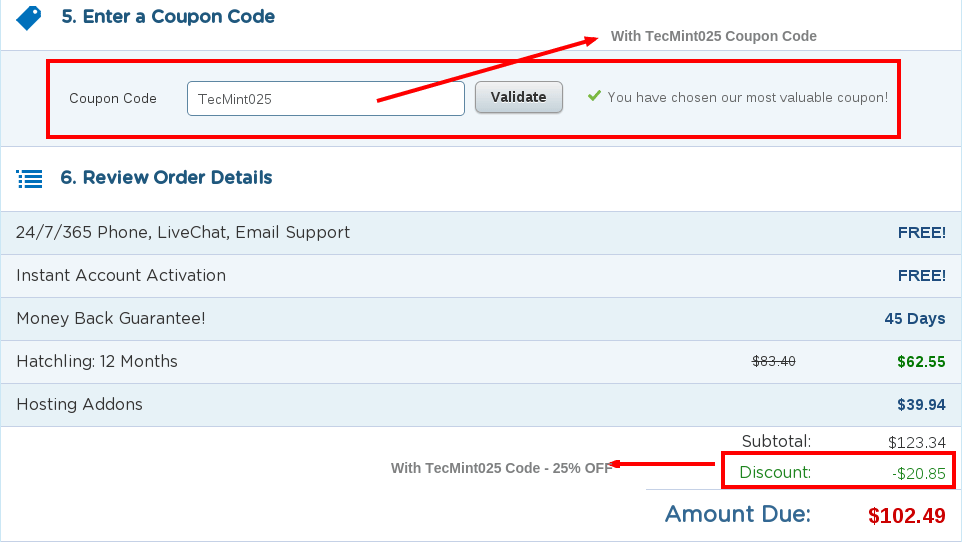 5. Enter a Coupon Code
With TecMint025 Coupon Code
Coupon Code TecMint025 Validate You have chosen our most valuable coupon!
6. Review Order Details
24/7/365 Phone, LiveChat, Email Support FREE!
Instant Account Activation FREE!
Money Back Guarantee! 45 Days
Hatchling: 12 Months $83.40 $62.55
Hosting Addons $39.94
Subtotal: $123.34
With TecMint025 Code - 25% OFF Discount: -$20.85
Amount Due: $102.49